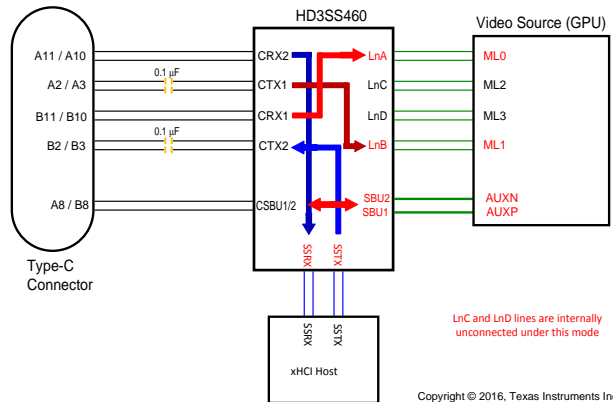 HD3SS460
Video Source (GPU)
A11 / A10
CRX2
LnA
ML0
0.1 µF
A2 / A3
CTX1
LnC
ML2
B11 / B10
CRX1
LnD
ML3
0.1 µF
B2 / B3
CTX2
LnB
ML1
A8 / B8
CSBU1/2
SBU2
SBU1
AUXN
AUXP
Type-C
Connector
SSRX
SSTX
SSRX
SSTX
xHCI Host
LnC and LnD lines are internally
unconnected under this mode
Copyright © 2016, Texas Instruments In